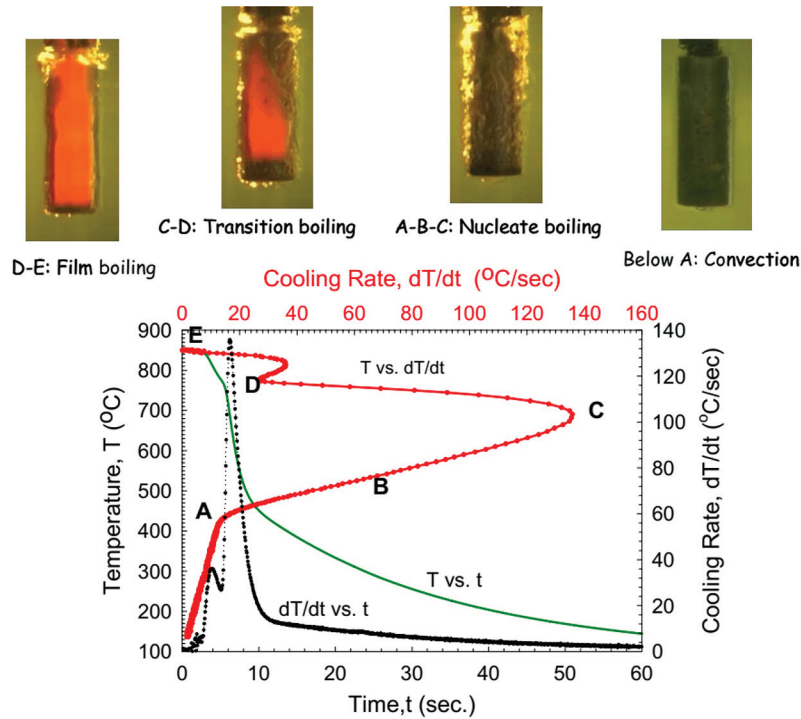 C-D: Transition boiling
A-B-C: Nucleate boiling
D-E: Film boiling
Below A: Convection
Cooling Rate, dT/dt (⁰C/sec)
0 20 40 60 80 100 120 140 160
900 E 140
800 T vs. dT/dt 120
D
700 C 100
600 80
B
500
A 60
400
40
300 T vs. t
200 dT/dt vs. t 20
100 0
0 10 20 30 40 50 60
Temperature, T (⁰C)
Cooling Rate, dT/dt (⁰C/sec)
Time,t (sec.)